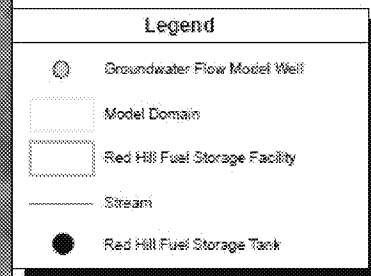 Legend
Groundwater Flow Model Well
Model Domain
Red Hill Fuel Storage Facility
Stream
Red Hill Fuel Storage Tank